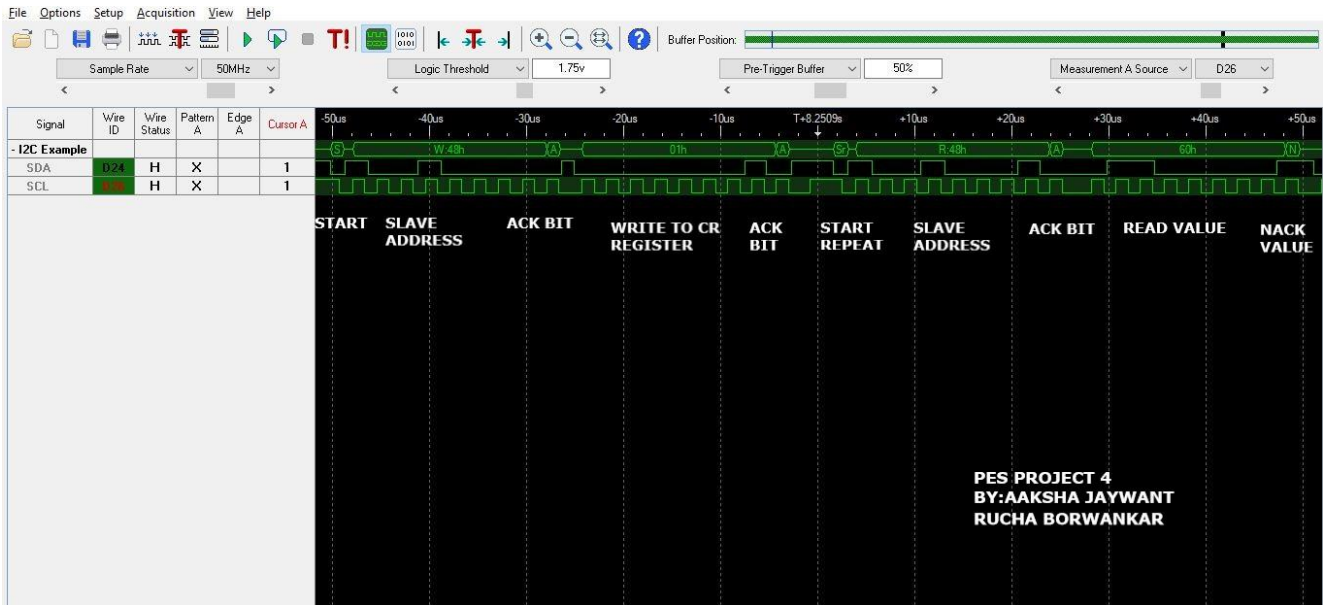 File Options Setup Acquisition View Help
T! 1010 0101 T ? Buffer Position:
Sample Rate 50MHz Logic Threshold 1.75v Pre-Trigger Buffer 50% Measurement A Source D26
Signal Wire ID Wire Status Pattern A Edge A Cursor A -50us -40us -30us -20us -10us T+8.2509s +10us +20us +30us +40us +50us
- I2C Example S W:48h A 01h A Sr R:48h A 60h N
SDA D24 H X 1
SCL D26 H X 1
START SLAVE ADDRESS ACK BIT WRITE TO CR REGISTER ACK BIT START REPEAT SLAVE ADDRESS ACK BIT READ VALUE NACK VALUE
PES PROJECT 4
BY:AAKSHA JAYWANT
RUCHA BORWANKAR